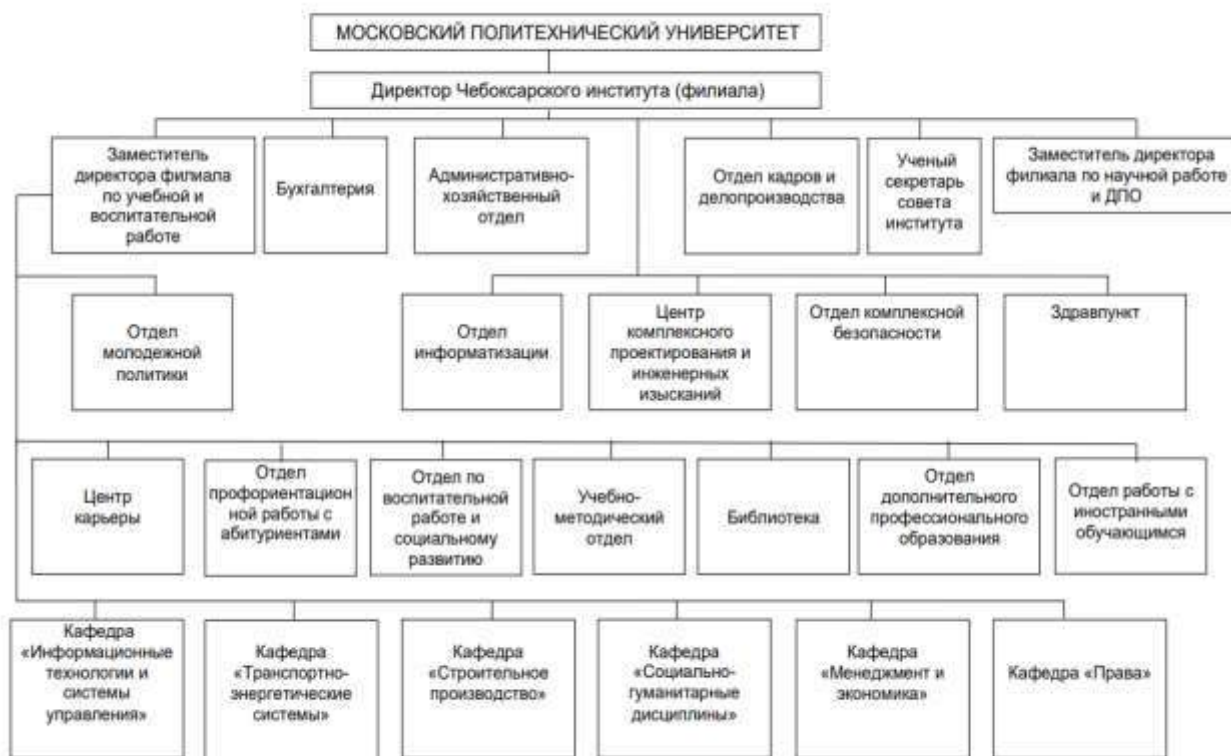 МОСКОВСКИЙ ПОЛИТЕХНИЧЕСКИЙ УНИВЕРСИТЕТ
Директор Чебоксарского института (филиала)
Заместитель
директора филиала
по учебной и
воспитательной
работе
Бухгалтерия
Административно-
хозяйственный
отдел
Отдел кадров и
делопроизводства
Ученый
секретарь
совета
института
Заместитель директора
филиала по научной работе
и ДПО
Отдел
молодежной
политики
Отдел
информатизации
Центр
комплексного
проектирования и
инженерных
изысканий
Отдел комплексной
безопасности
Здравпункт
Центр
карьеры
Отдел
профориентацион
ной работы с
абитуриентами
Отдел по
воспитательной
работе и
социальному
развитию
Учебно-
методический
отдел
Библиотека
Отдел
дополнительного
профессионального
образования
Отдел работы с
иностранными
обучающимся
Кафедра
«Информационные
технологии и
системы
управления»
Кафедра
«Транспортно-
энергетические
системы»
Кафедра
«Строительное
производство»
Кафедра
«Социально-
гуманитарные
дисциплины»
Кафедра
«Менеджмент и
экономика»
Кафедра «Права»